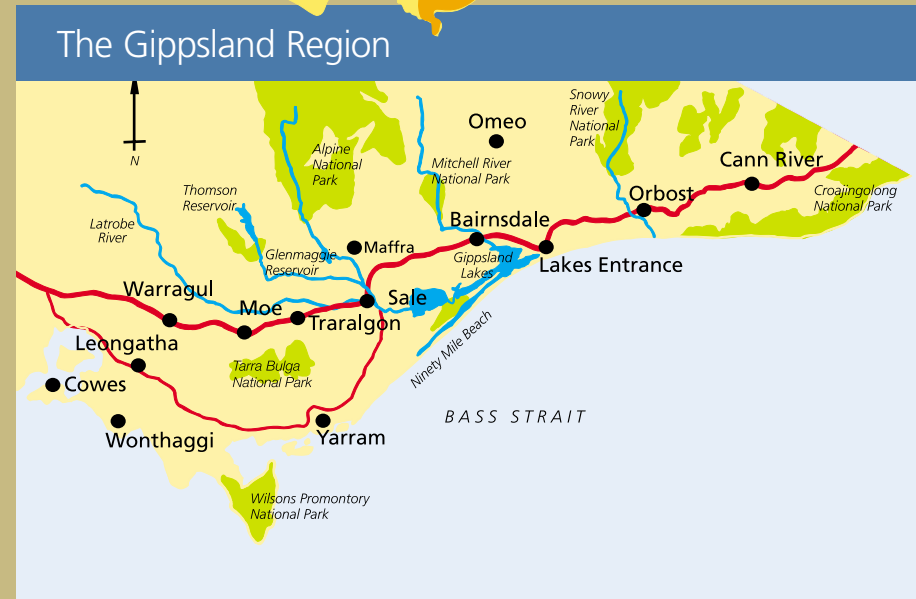 The Gippsland Region
N
Snowy
River
National
Park
Omeo
Alpine
National
Park
Mitchell River
National Park
Cann River
Thomson
Reservoir
Orbost
Croajingolong
National Park
Latrobe
River
Bairnsdale
Maffra
Glenmaggie
Reservoir
Gippsland
Lakes
Lakes Entrance
Warragul
Moe
Sale
Traralgon
Leongatha
Ninety Mile Beach
Tarra Bulga
National Park
Cowes
BASS STRAIT
Wonthaggi
Yarram
Wilsons Promontory
National Park